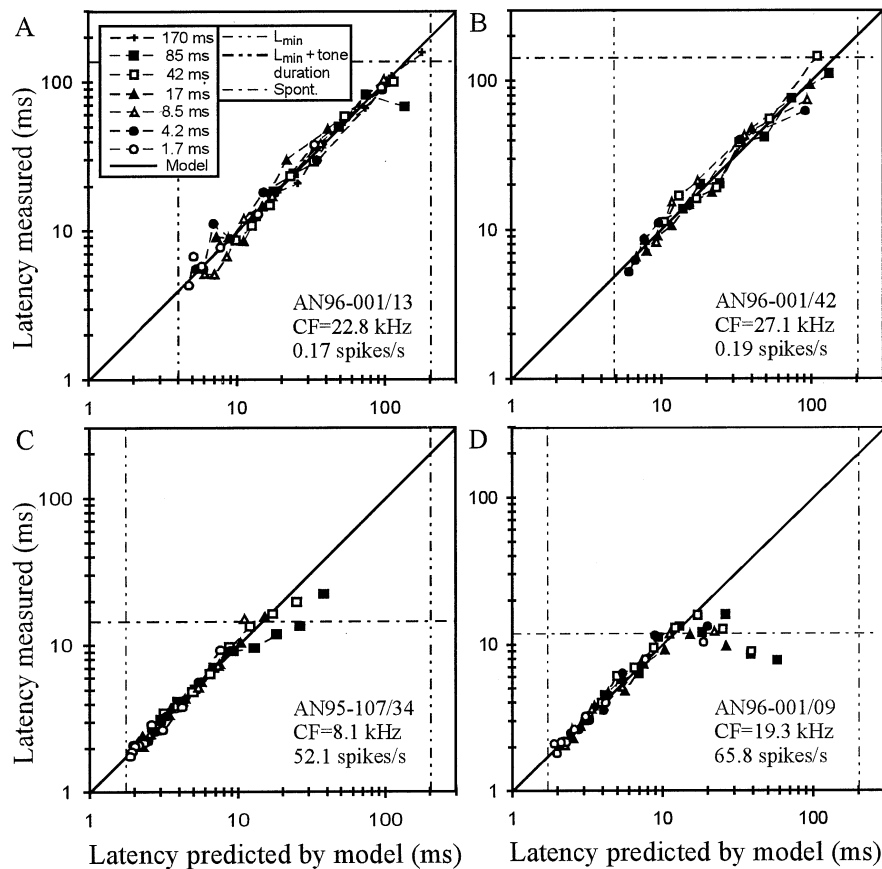 A
170 ms
85 ms
42 ms
17 ms
8.5 ms
4.2 ms
1.7 ms
Model
Lmin
Lmin + tone
duration
Spont.
Latency measured (ms)
100
10
1
1
10
100
AN96-001/13
CF=22.8 kHz
0.17 spikes/s
B
100
10
1
1
10
100
AN96-001/42
CF=27.1 kHz
0.19 spikes/s
C
Latency measured (ms)
100
10
1
1
10
100
AN95-107/34
CF=8.1 kHz
52.1 spikes/s
Latency predicted by model (ms)
D
100
10
1
1
10
100
AN96-001/09
CF=19.3 kHz
65.8 spikes/s
Latency predicted by model (ms)